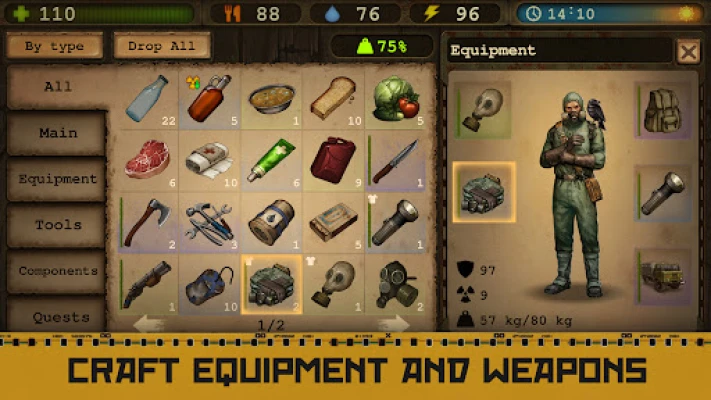 110 88 76 96 14:10
By type Drop All 75% Equipment
All
22 5 1 10 5
Main
6 10 6 9 1
Equipment
Tools
2 3 1 5 1
Components
97
1 10 2 1 2
9
Quests
1/2
57 kg/80 kg
CRAFT EQUIPMENT AND WEAPONS